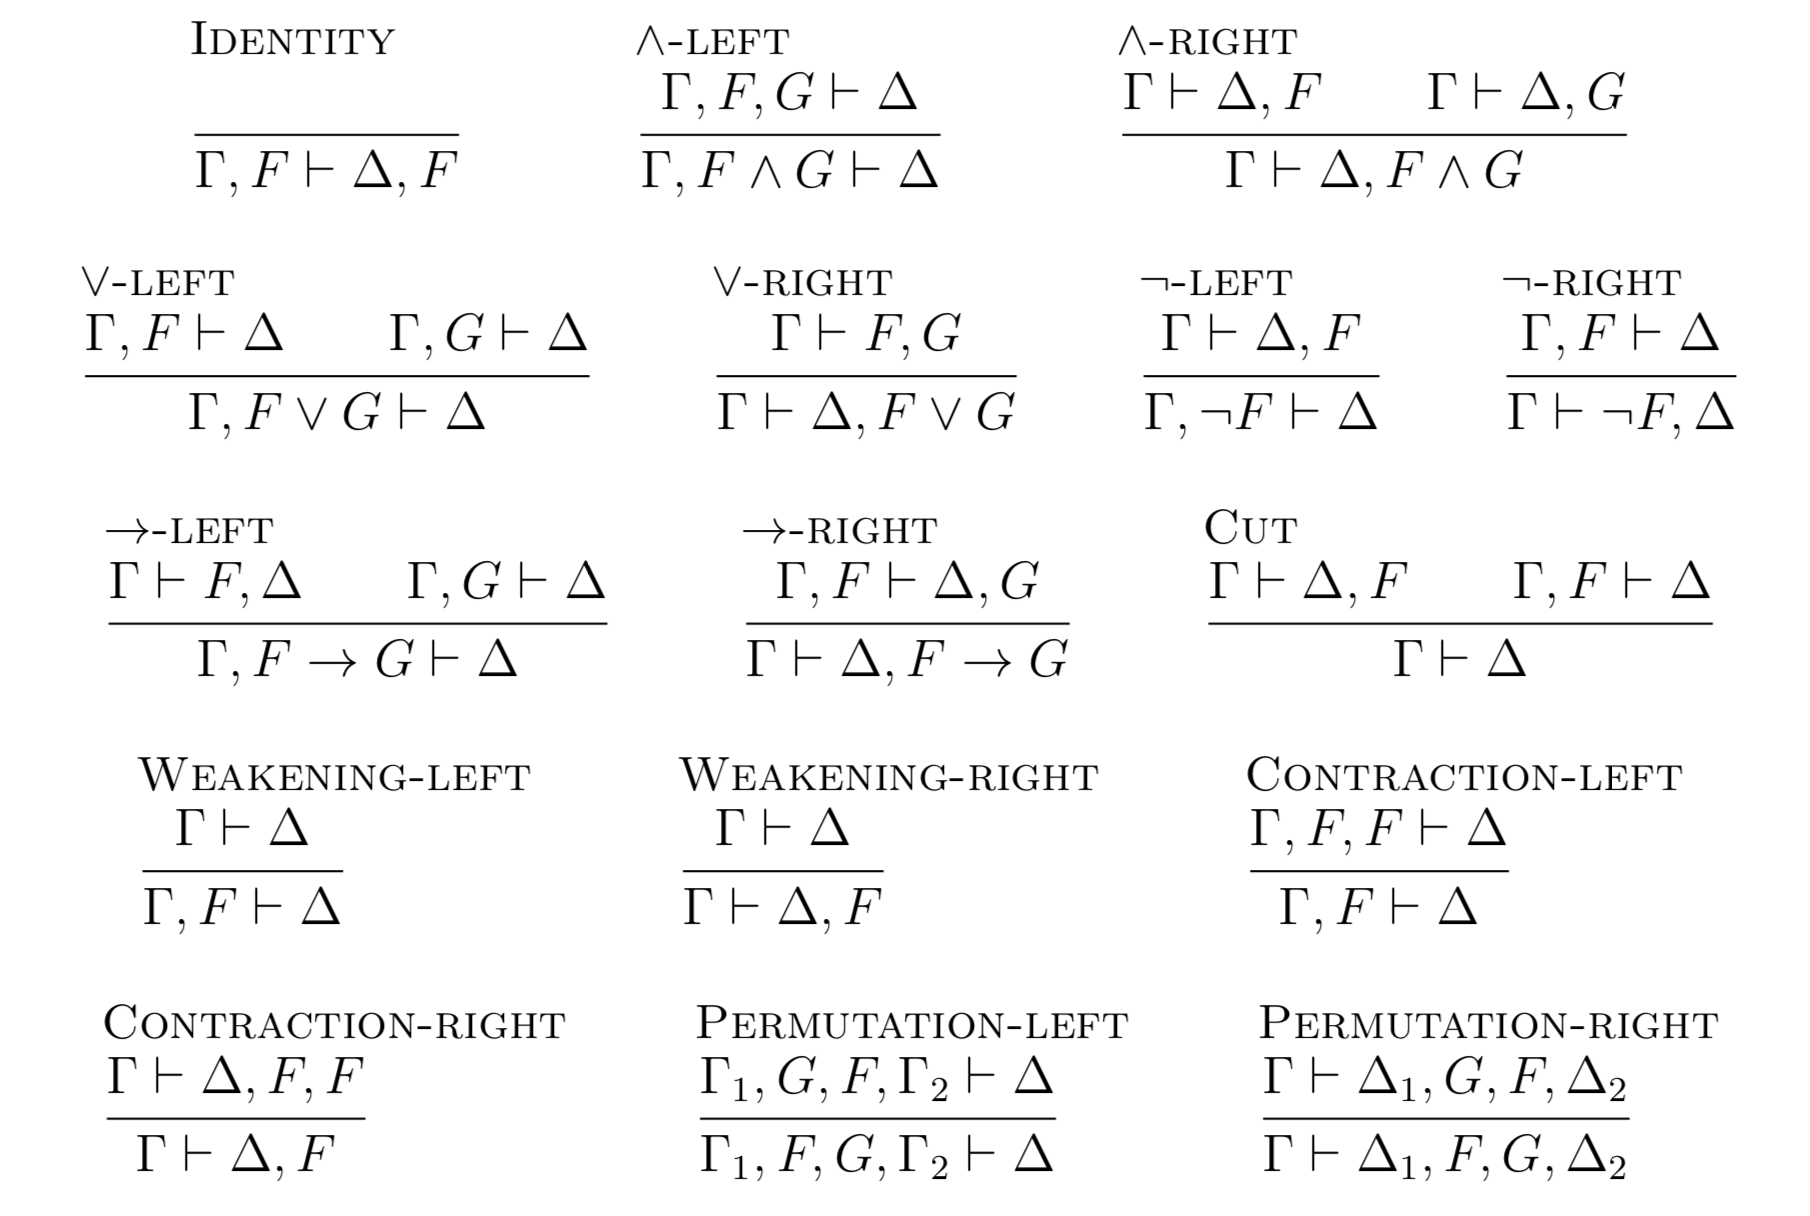 IDENTITY ∧-LEFT ∧-RIGHT
Γ, F, G ⊢ Δ Γ ⊢ Δ, F Γ ⊢ Δ, G
Γ, F ⊢ Δ, F Γ, F ∧ G ⊢ Δ Γ ⊢ Δ, F ∧ G
∨-LEFT ∨-RIGHT ¬-LEFT ¬-RIGHT
Γ, F ⊢ Δ Γ, G ⊢ Δ Γ ⊢ F, G Γ ⊢ Δ, F Γ, F ⊢ Δ
Γ, F ∨ G ⊢ Δ Γ ⊢ Δ, F ∨ G Γ, ¬F ⊢ Δ Γ ⊢ ¬F, Δ
→-LEFT →-RIGHT CUT
Γ ⊢ F, Δ Γ, G ⊢ Δ Γ, F ⊢ Δ, G Γ ⊢ Δ, F Γ, F ⊢ Δ
Γ, F → G ⊢ Δ Γ ⊢ Δ, F → G Γ ⊢ Δ
WEAKENING-LEFT WEAKENING-RIGHT CONTRACTION-LEFT
Γ ⊢ Δ Γ ⊢ Δ Γ, F, F ⊢ Δ
Γ, F ⊢ Δ Γ ⊢ Δ, F Γ, F ⊢ Δ
CONTRACTION-RIGHT PERMUTATION-LEFT PERMUTATION-RIGHT
Γ ⊢ Δ, F, F Γ₁, G, F, Γ₂ ⊢ Δ Γ ⊢ Δ₁, G, F, Δ₂
Γ ⊢ Δ, F Γ₁, F, G, Γ₂ ⊢ Δ Γ ⊢ Δ₁, F, G, Δ₂